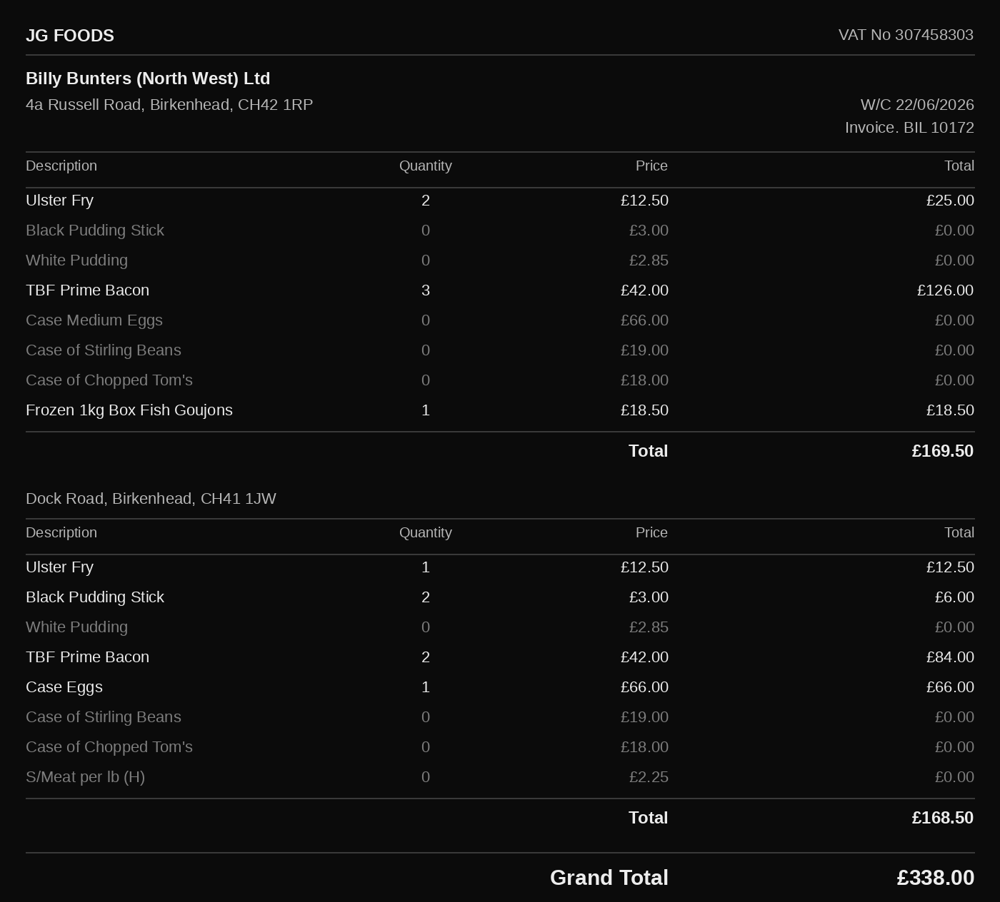 JG FOODS VAT No 307458303
Billy Bunters (North West) Ltd
4a Russell Road, Birkenhead, CH42 1RP W/C 22/06/2026
Invoice. BIL 10172
Description Quantity Price Total
Ulster Fry 2 £12.50 £25.00
Black Pudding Stick 0 £3.00 £0.00
White Pudding 0 £2.85 £0.00
TBF Prime Bacon 3 £42.00 £126.00
Case Medium Eggs 0 £66.00 £0.00
Case of Stirling Beans 0 £19.00 £0.00
Case of Chopped Tom's 0 £18.00 £0.00
Frozen 1kg Box Fish Goujons 1 £18.50 £18.50
Total £169.50
Dock Road, Birkenhead, CH41 1JW
Description Quantity Price Total
Ulster Fry 1 £12.50 £12.50
Black Pudding Stick 2 £3.00 £6.00
White Pudding 0 £2.85 £0.00
TBF Prime Bacon 2 £42.00 £84.00
Case Eggs 1 £66.00 £66.00
Case of Stirling Beans 0 £19.00 £0.00
Case of Chopped Tom's 0 £18.00 £0.00
S/Meat per lb (H) 0 £2.25 £0.00
Total £168.50
Grand Total £338.00